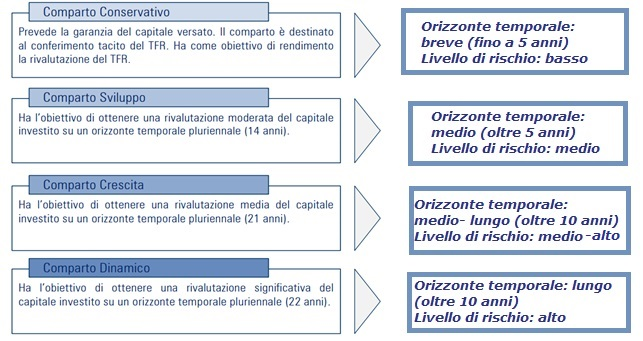 Comparto Conservativo
Prevede la garanzia del capitale versato. Il comparto è destinato
al conferimento tacito del TFR. Ha come obiettivo di rendimento
la rivalutazione del TFR.
Orizzonte temporale:
breve (fino a 5 anni)
Livello di rischio: basso
Comparto Sviluppo
Ha l'obiettivo di ottenere una rivalutazione moderata del capitale
investito su un orizzonte temporale pluriennale (14 anni).
Orizzonte temporale:
medio (oltre 5 anni)
Livello di rischio: medio
Comparto Crescita
Ha l'obiettivo di ottenere una rivalutazione media del capitale
investito su un orizzonte temporale pluriennale (21 anni).
Orizzonte temporale:
medio- lungo (oltre 10 anni)
Livello di rischio: medio-alto
Comparto Dinamico
Ha l'obiettivo di ottenere una rivalutazione significativa del
capitale investito su un orizzonte temporale pluriennale (22 anni).
Orizzonte temporale: lungo
(oltre 10 anni)
Livello di rischio: alto